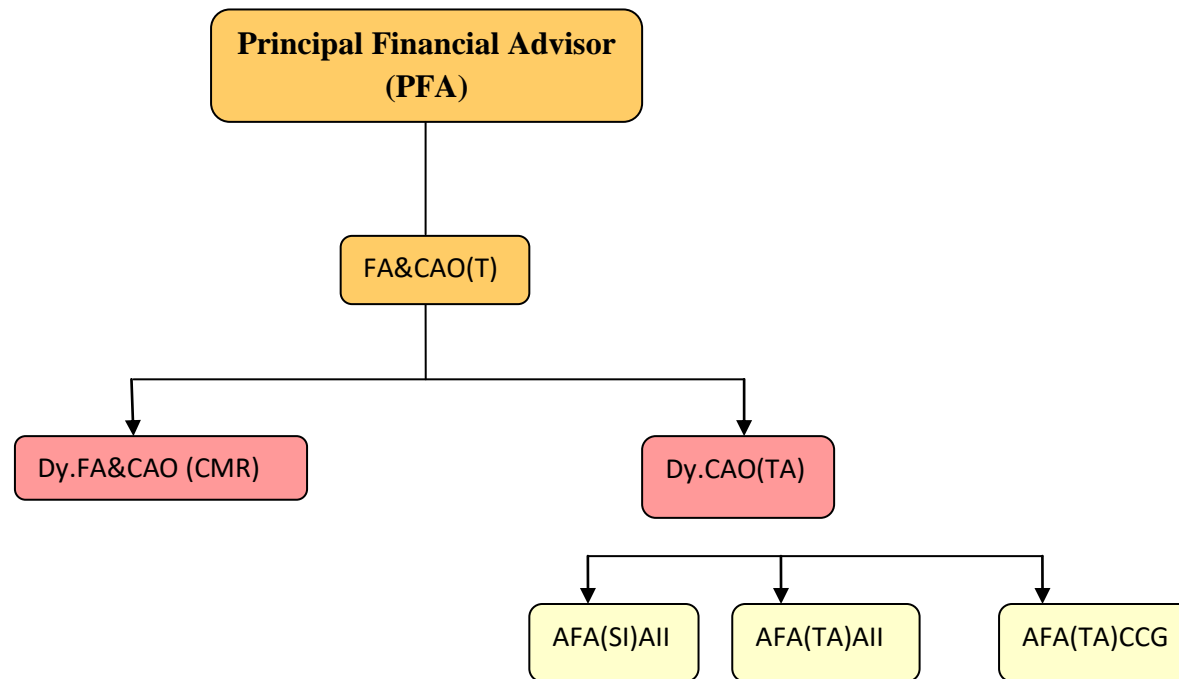 Principal Financial Advisor
(PFA)
FA&CAO(T)
Dy.FA&CAO (CMR)
Dy.CAO(TA)
AFA(SI)AII
AFA(TA)AII
AFA(TA)CCG